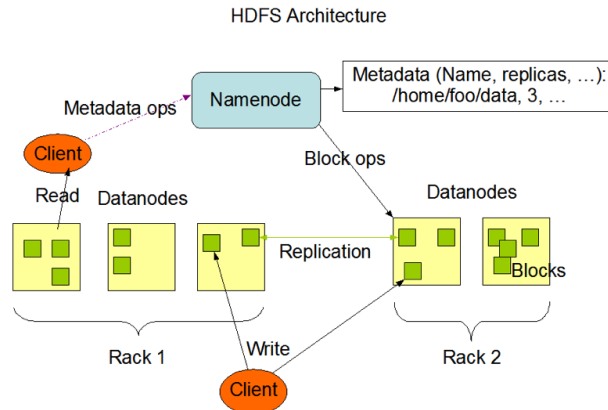 HDFS Architecture
Metadata (Name, replicas, …):
/home/foo/data, 3, …
Namenode
Metadata ops
Client
Block ops
Read
Datanodes
Datanodes
Replication
Blocks
Rack 1
Write
Rack 2
Client